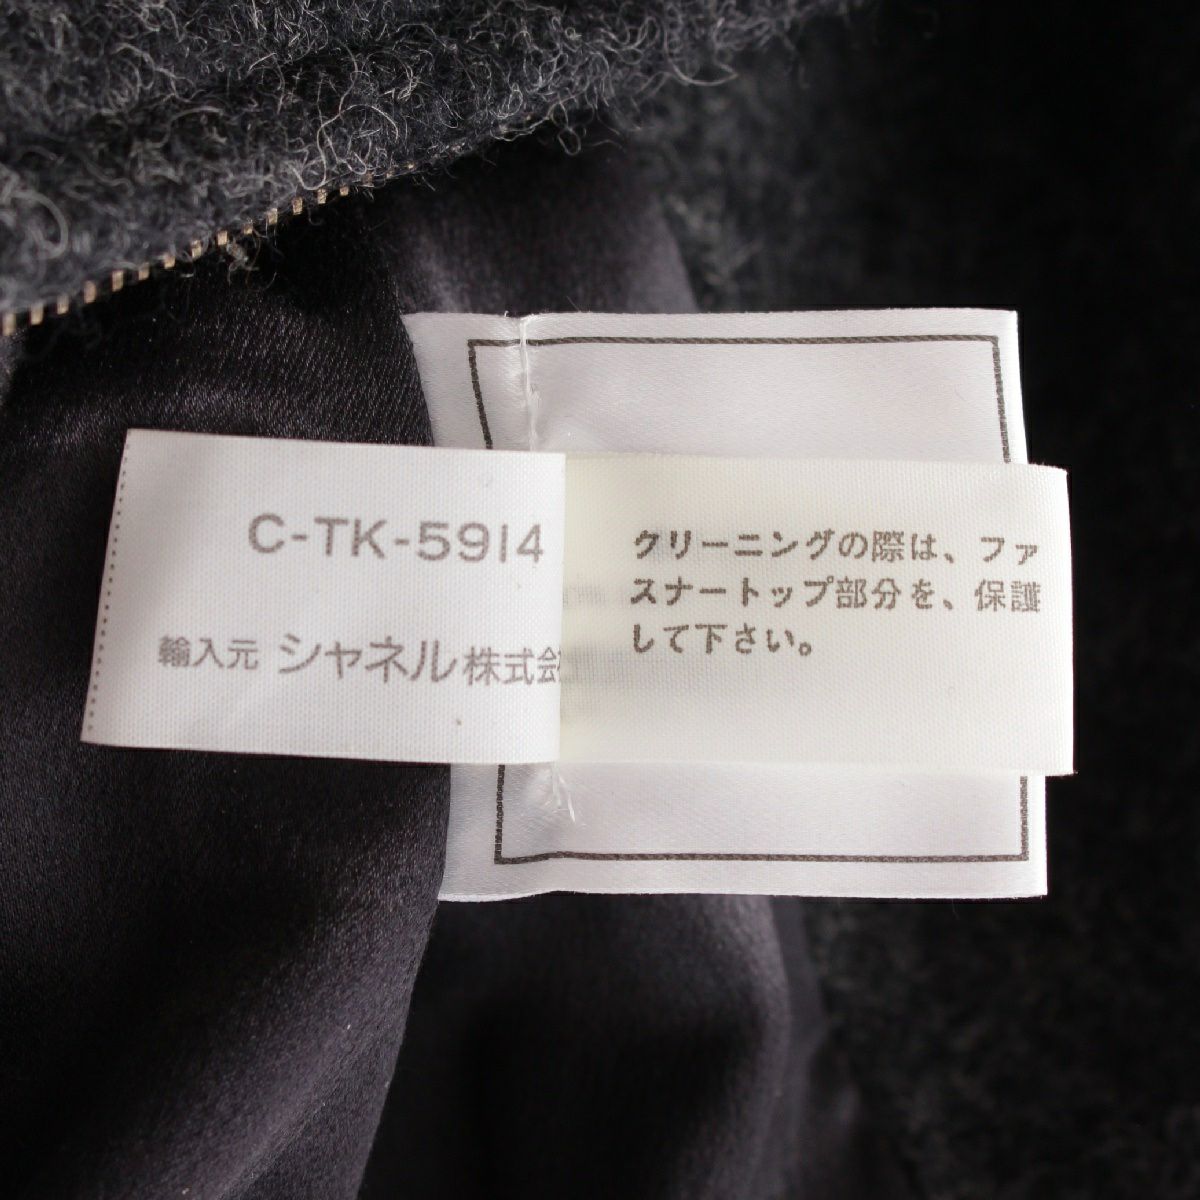 C-TK-5914
輸入元 シャネル株式会
クリーニングの際は、ファ
スナートップ部分を、保護
して下さい。